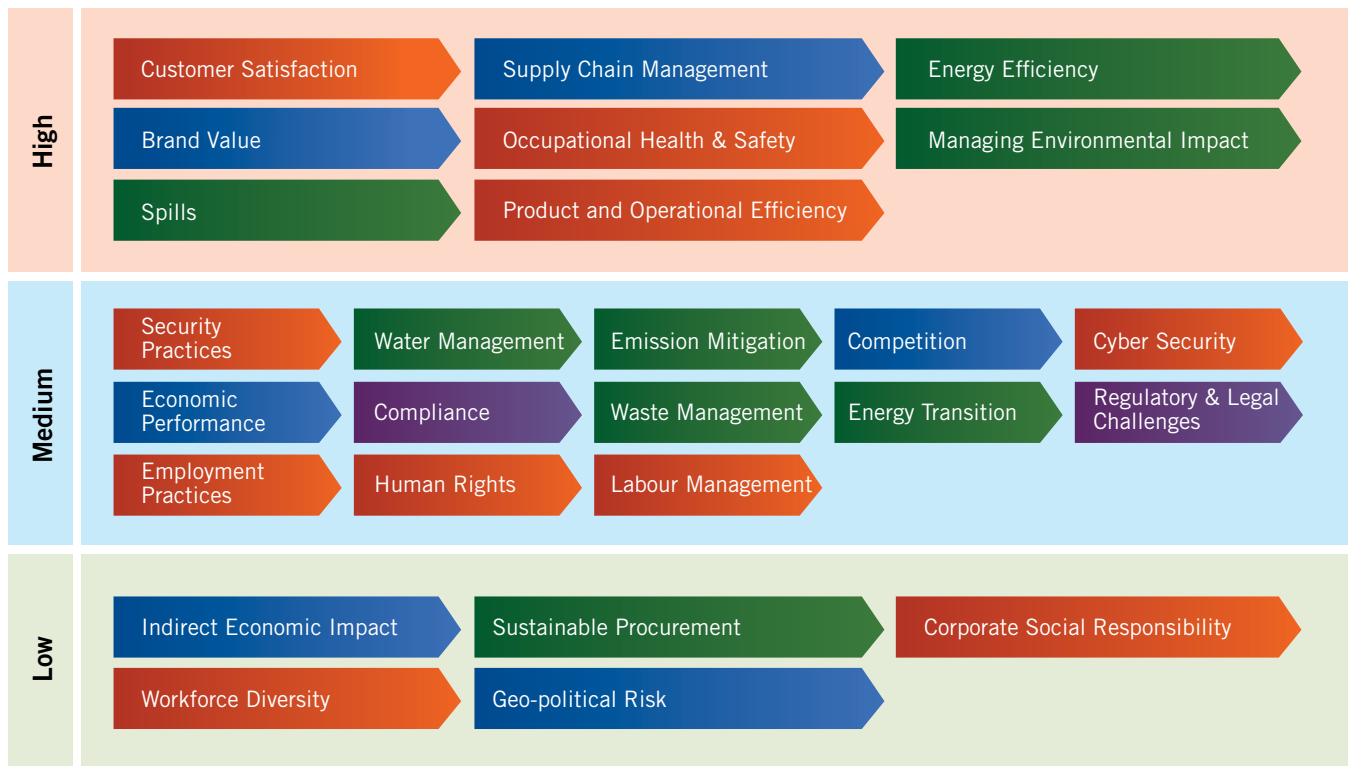 High
Customer Satisfaction
Supply Chain Management
Energy Efficiency
Brand Value
Occupational Health & Safety
Managing Environmental Impact
Spills
Product and Operational Efficiency
Medium
Security
Practices
Water Management
Emission Mitigation
Competition
Cyber Security
Economic
Performance
Compliance
Waste Management
Energy Transition
Regulatory & Legal
Challenges
Employment
Practices
Human Rights
Labour Management
Low
Indirect Economic Impact
Sustainable Procurement
Corporate Social Responsibility
Workforce Diversity
Geo-political Risk